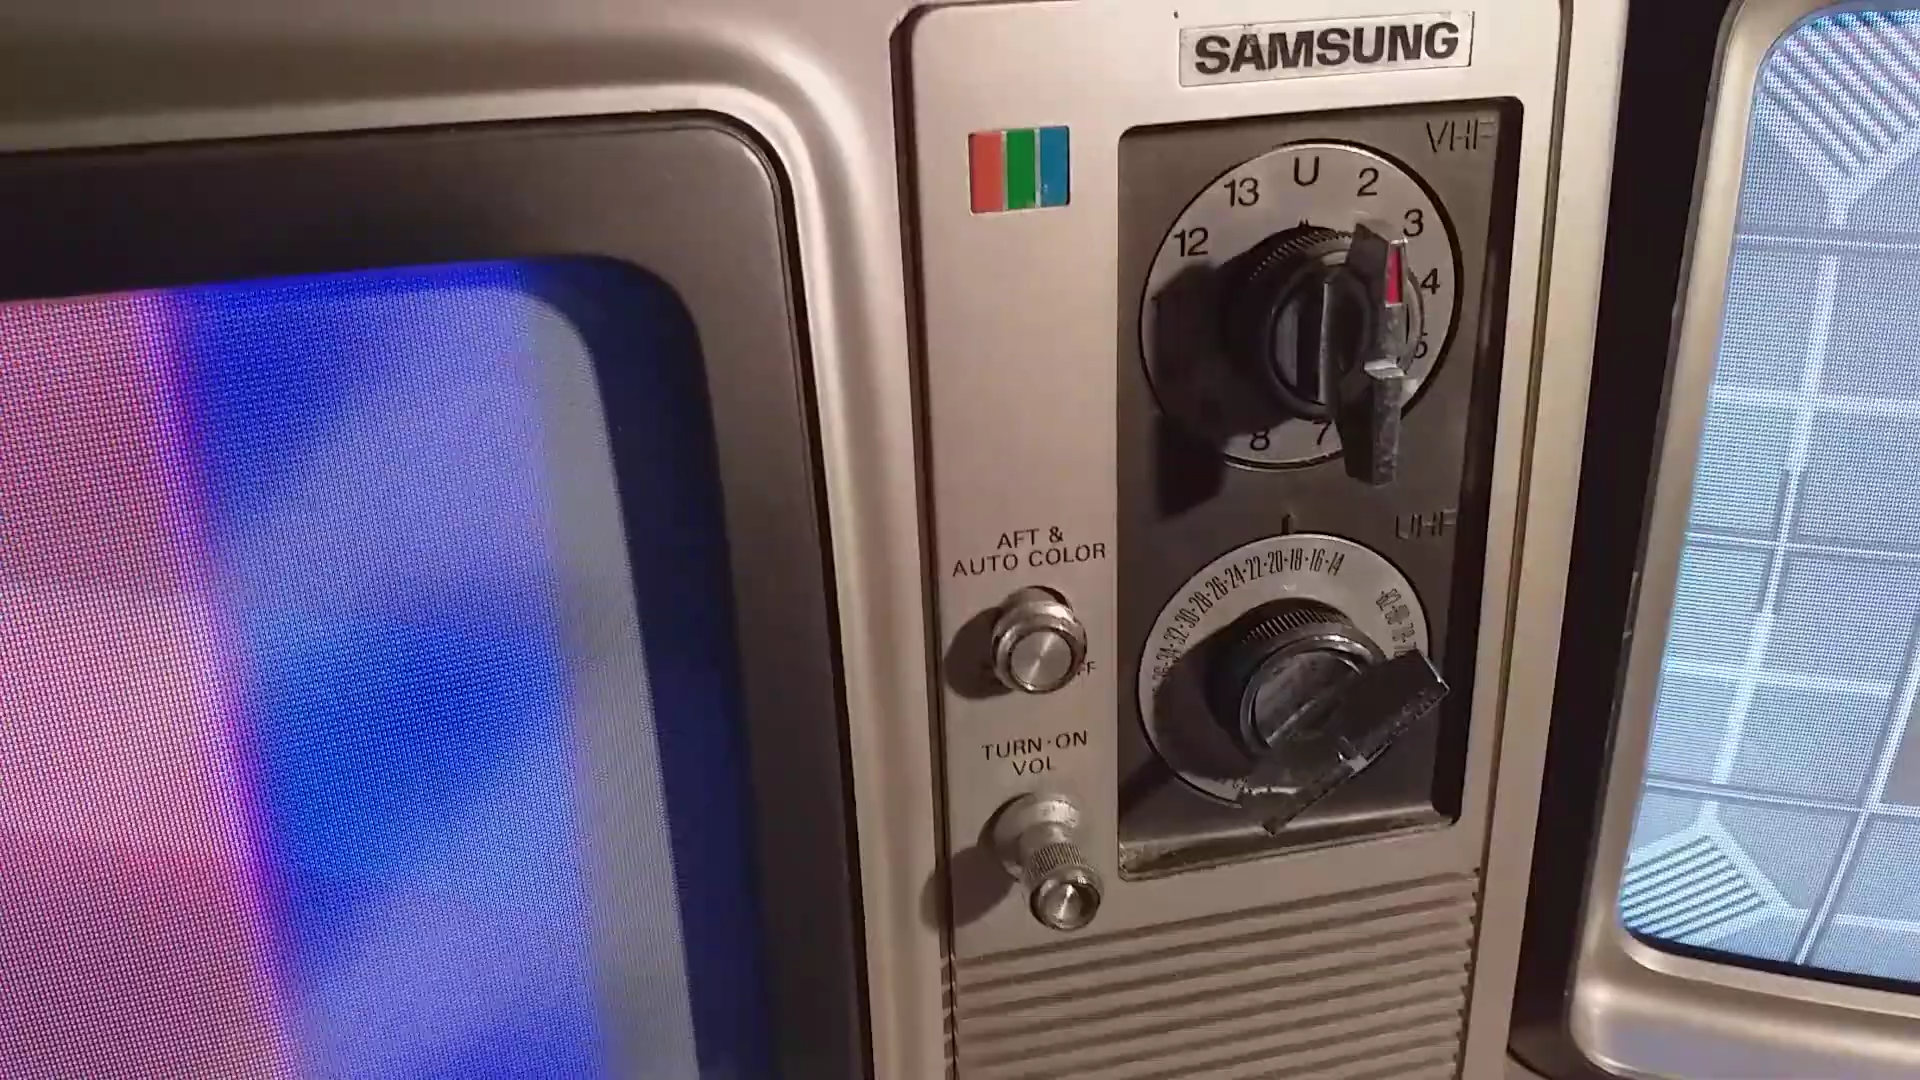 SAMSUNG
VHF
U
2
3
4
5
7
8
12
13
UHF
AFT &
AUTO COLOR
30·28·26·24·22·20·18·16·14
TURN·ON
VOL